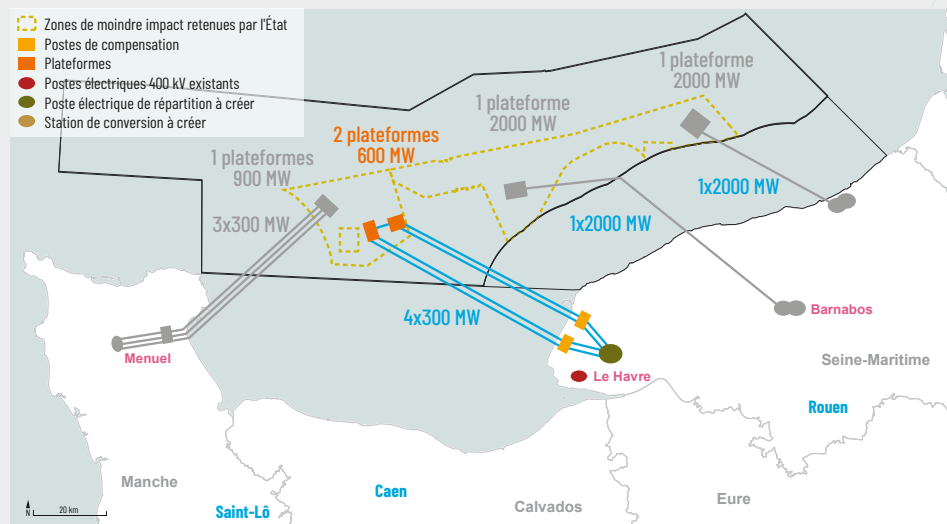 Zones de moindre impact retenues par l'État
Postes de compensation
Plateformes
Postes électriques 400 kV existants
Poste électrique de répartition à créer
Station de conversion à créer
1 plateforme
2000 MW
1 plateforme
2000 MW
2 plateformes
600 MW
1 plateformes
900 MW
3x300 MW
1x2000 MW
1x2000 MW
4x300 MW
Barnabos
Menuel
Seine-Maritime
Le Havre
Rouen
Manche
Caen
Saint-Lô
Calvados
Eure
N
20 km